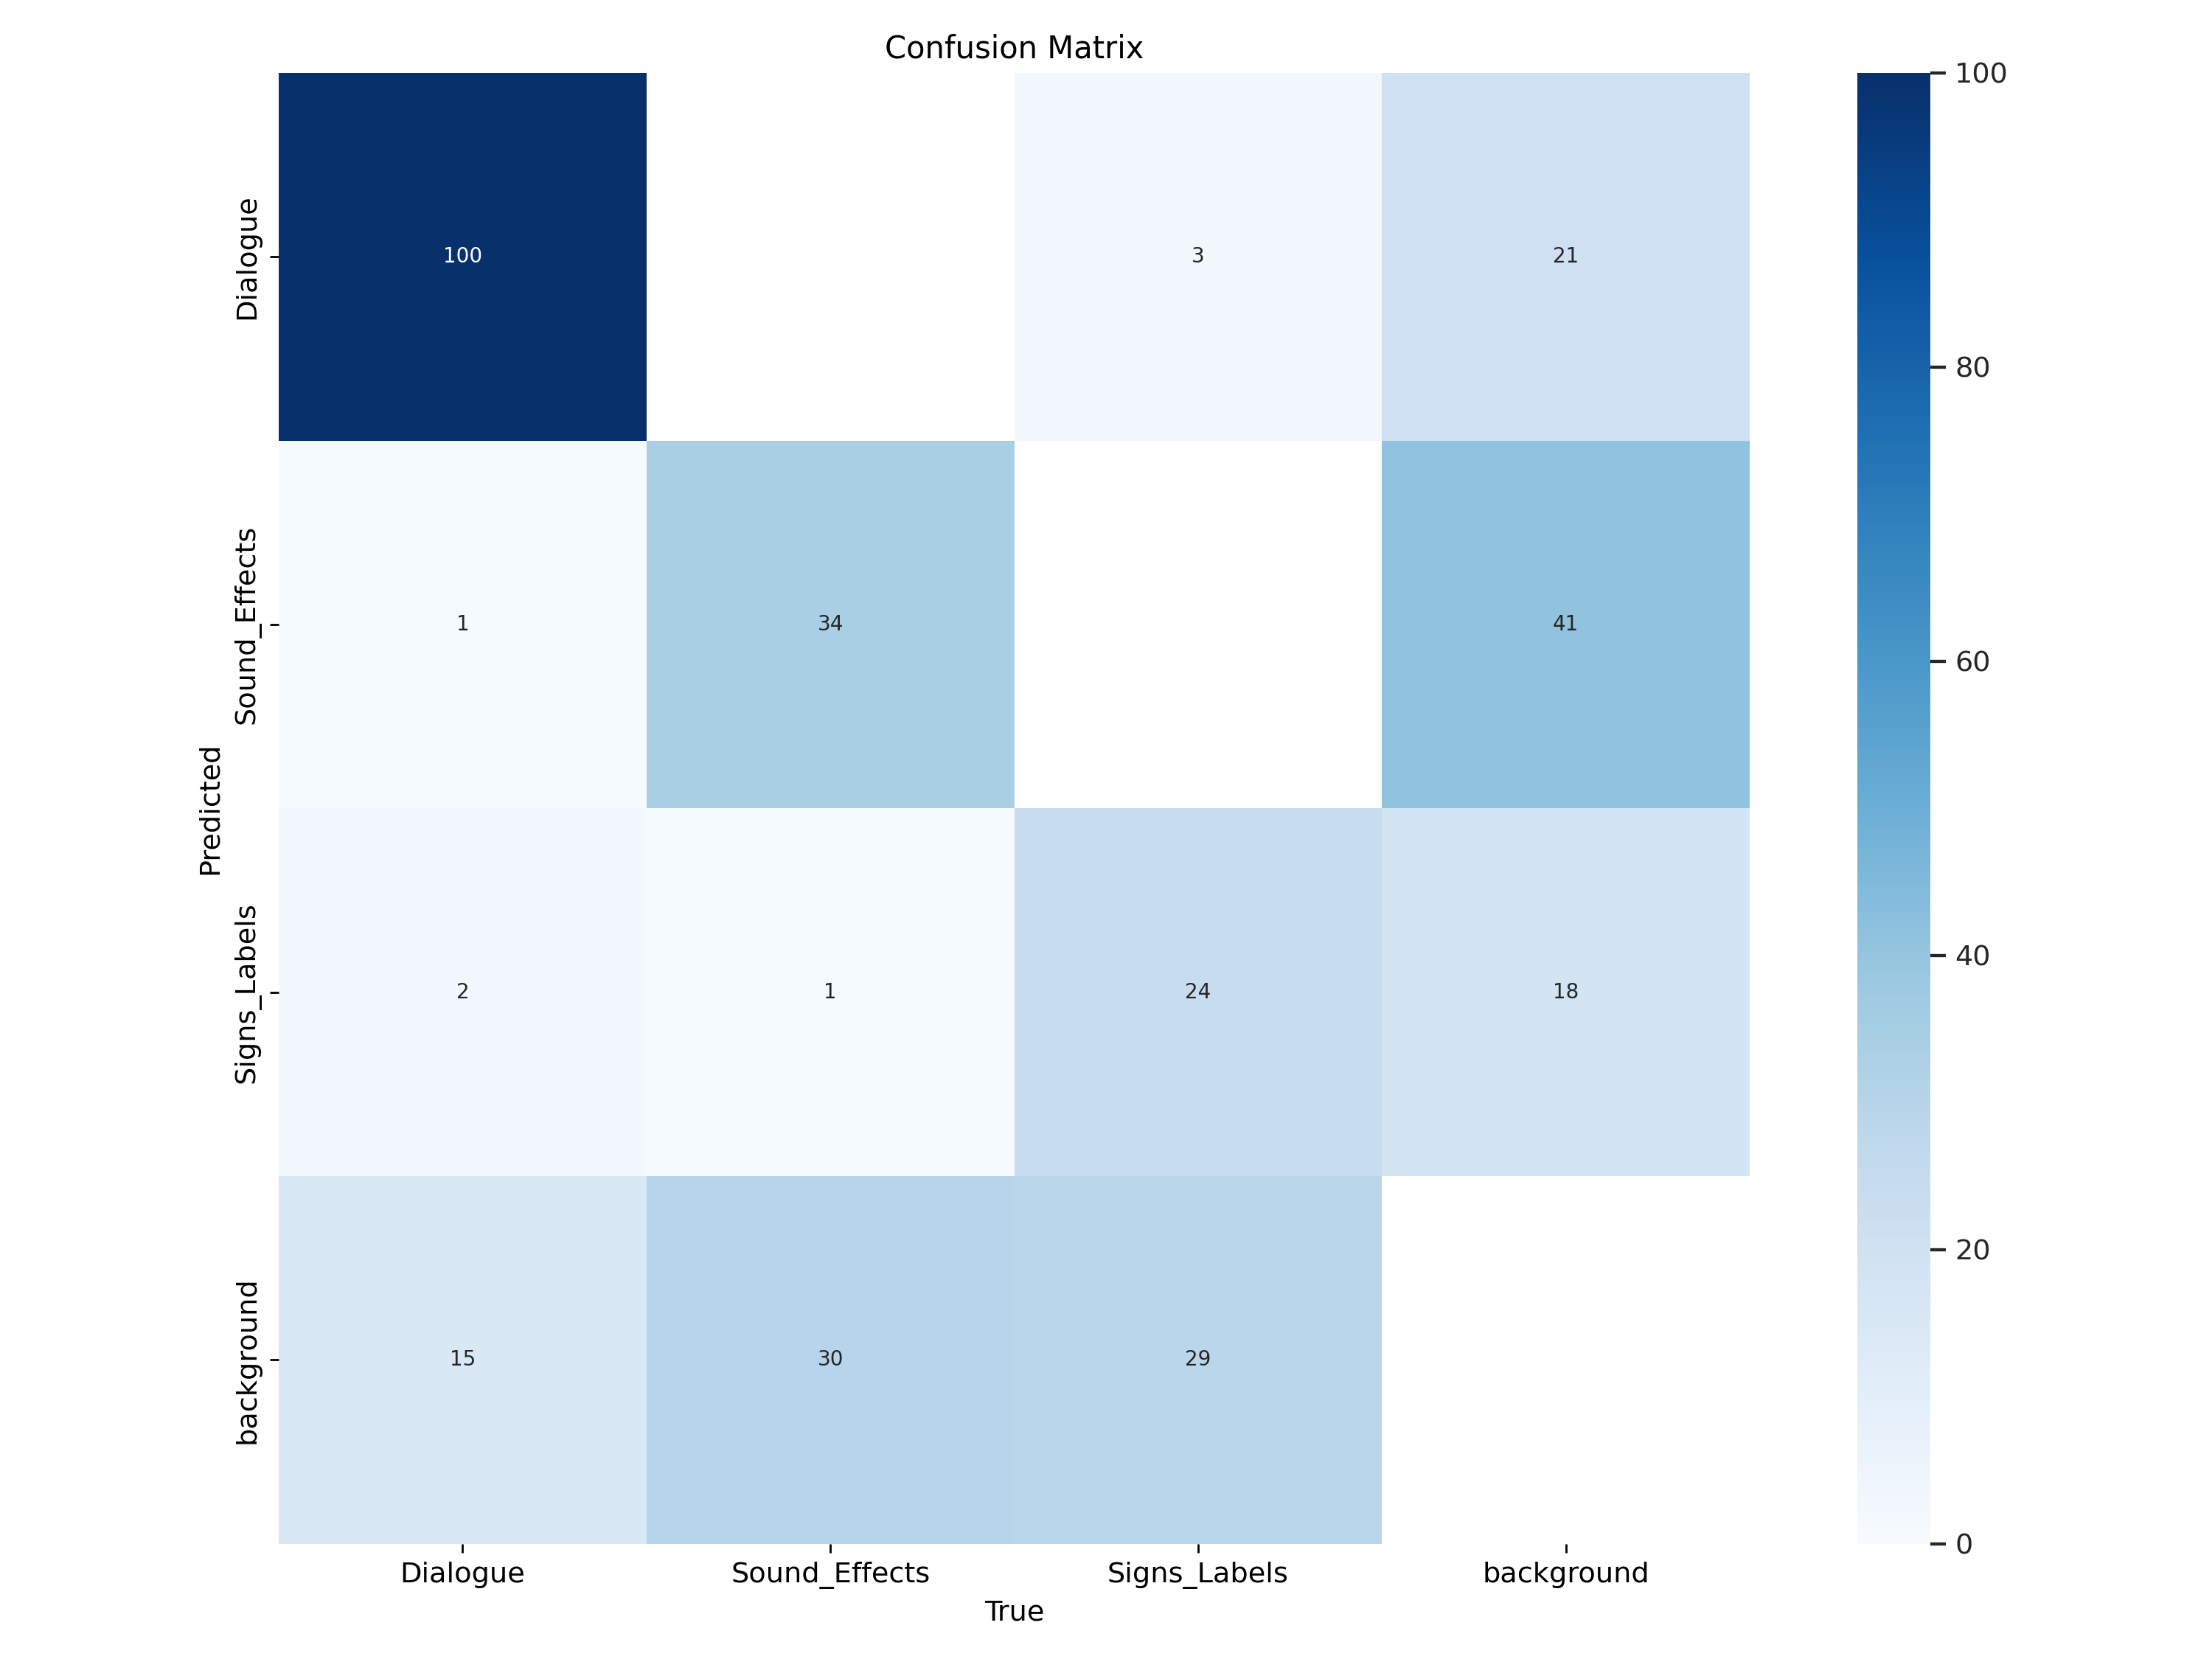 Confusion Matrix
Dialogue
100
3
21
Sound_Effects
1
34
41
Signs_Labels
2
1
24
18
background
15
30
29
Predicted
Dialogue
Sound_Effects
Signs_Labels
background
True
100
80
60
40
20
0